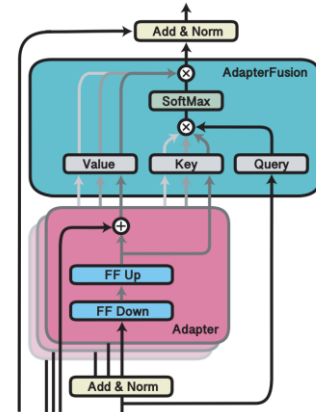 Add & Norm
AdapterFusion
SoftMax
Value
Key
Query
FF Up
FF Down
Adapter
Add & Norm